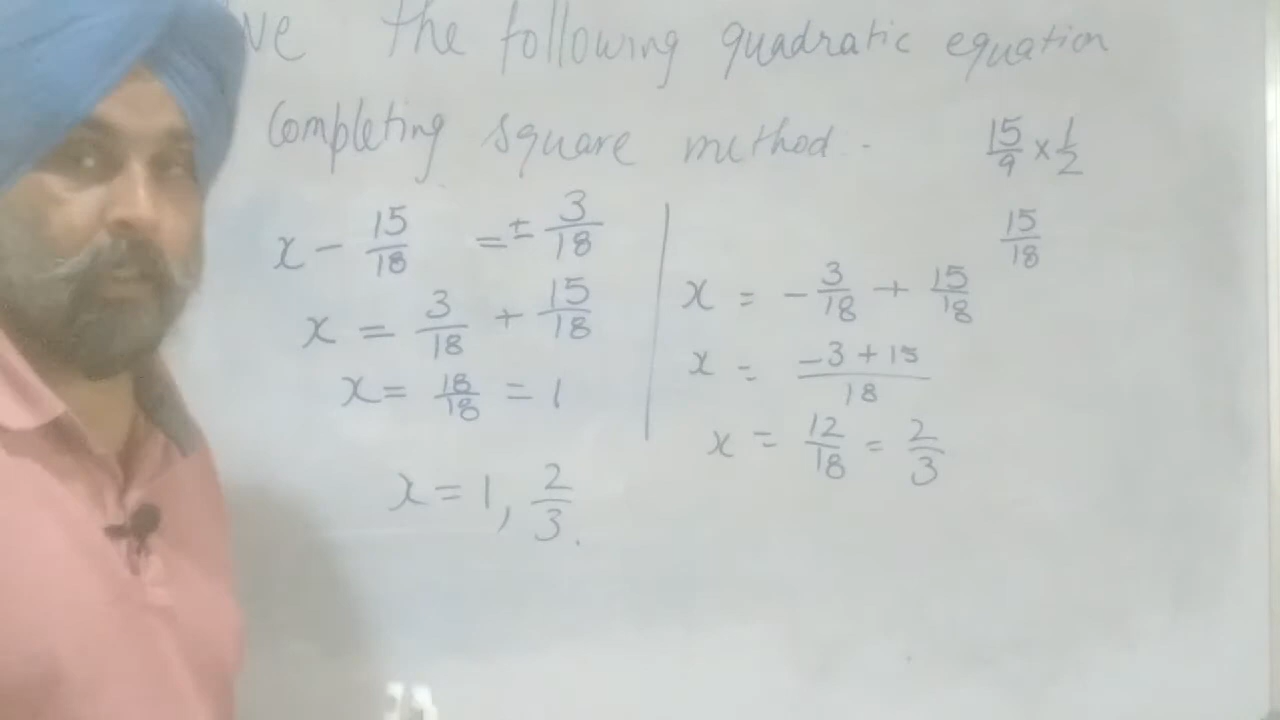 ve the following quadratic equation
Completing square method.
15/9 × 1/2
15/18
x - 15/18 = ± 3/18
x = 3/18 + 15/18
x = 18/18 = 1
x = 1, 2/3.
x = - 3/18 + 15/18
x = -3 + 15/18
x = 12/18 = 2/3